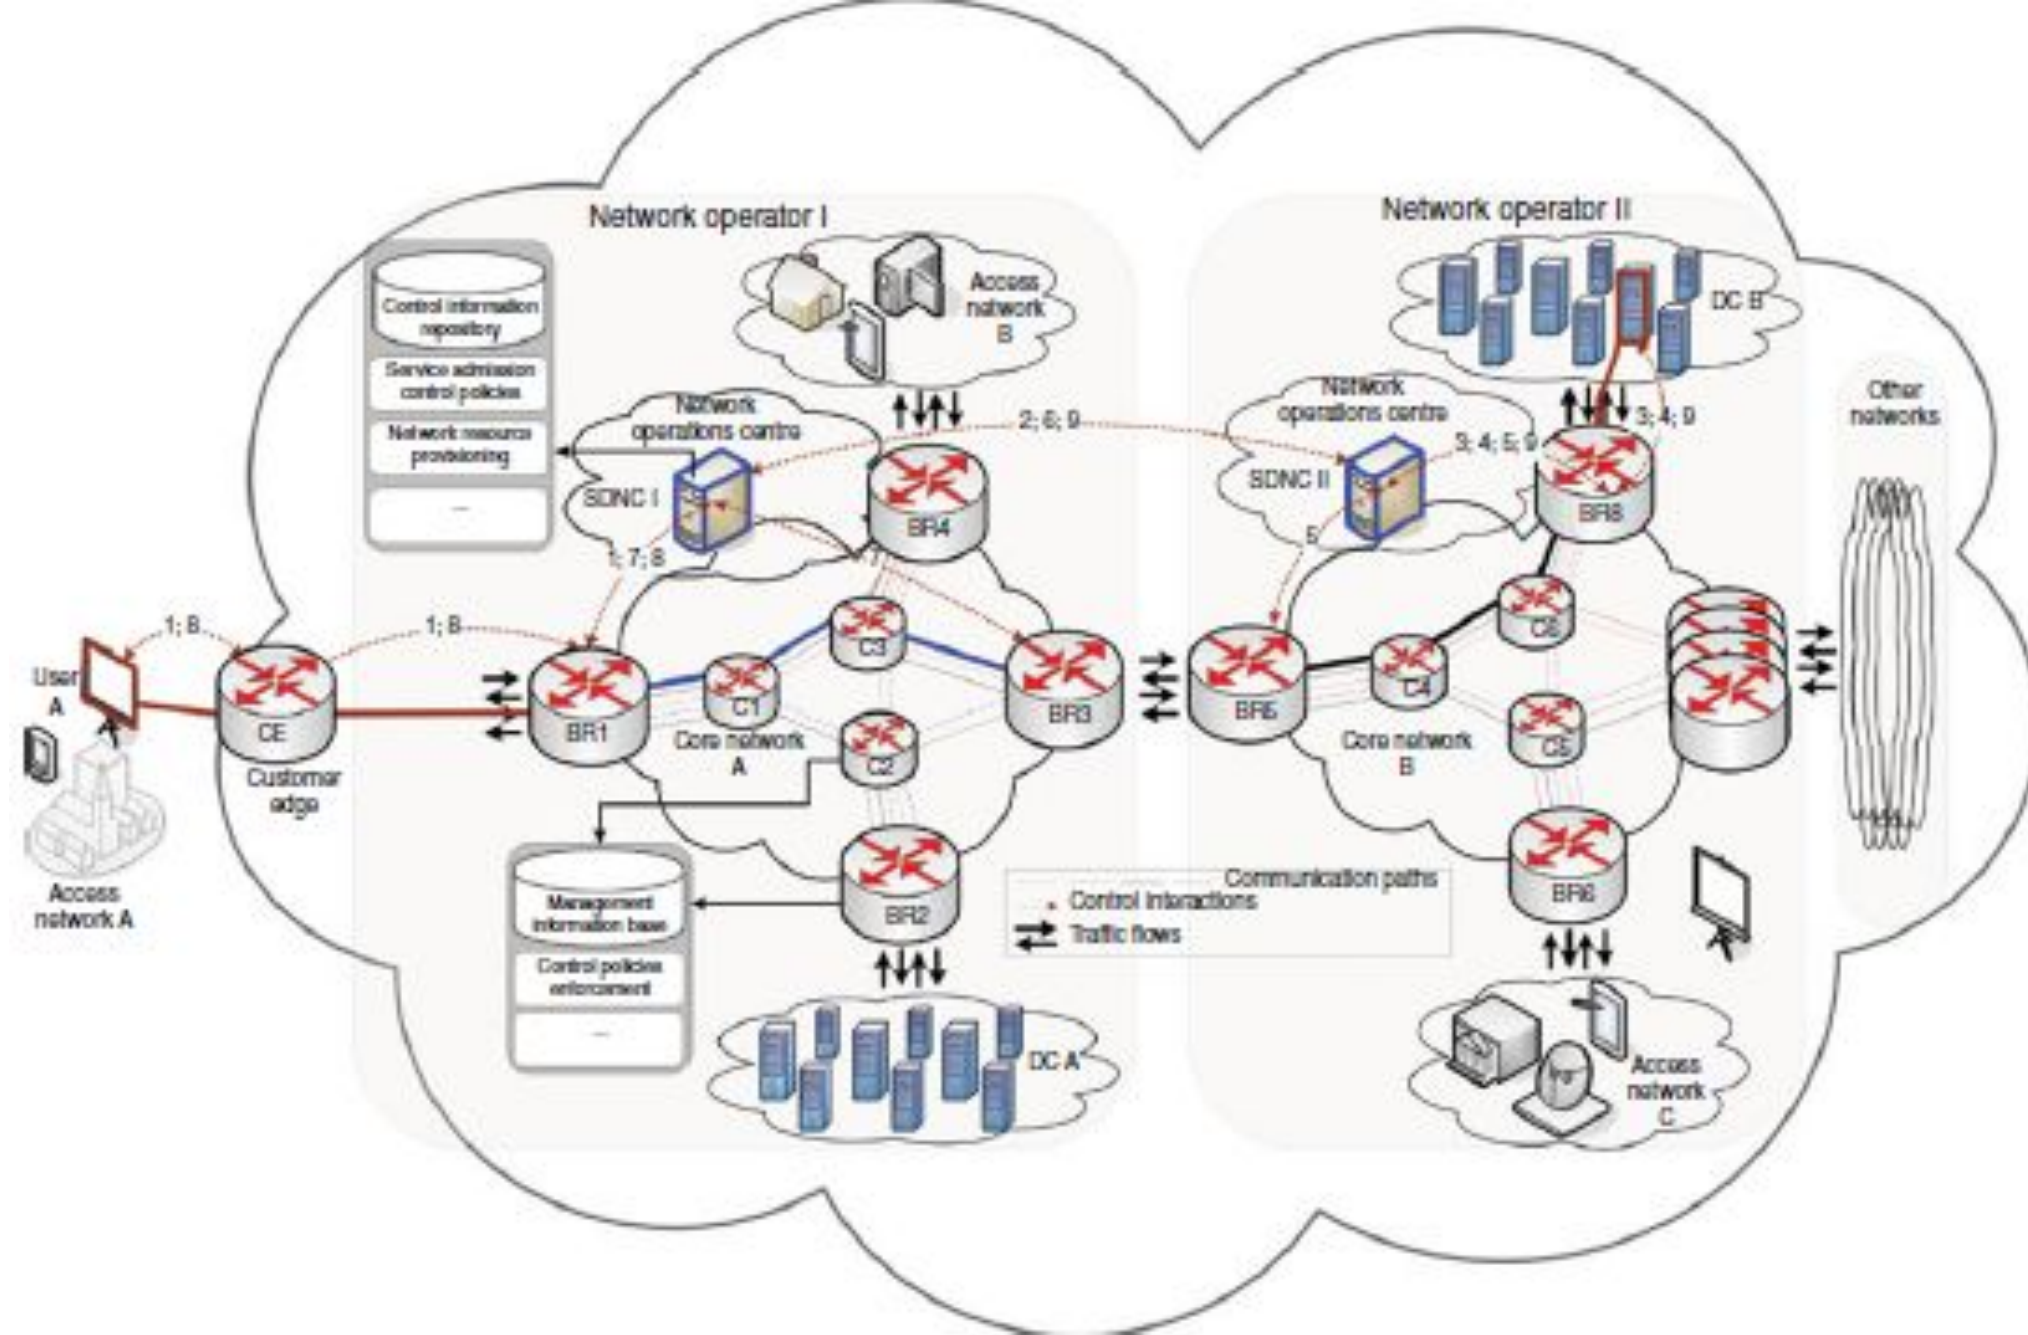 Network operator I
Network operator II
Control information
repository
Service admission
control policies
Network resource
provisioning
...
Access
network
B
DC B
Network
operations centre
SDNC I
Network
operations centre
SDNC II
Other
networks
2; 6; 9
3; 4; 9
3; 4; 5; 9
5
1; 7; 8
7
1; 8
1; 8
BR4
BR8
User
A
CE
Customer
edge
BR1
C1
C3
C2
BR3
Core network
A
BR5
C4
C6
C5
Core network
B
Access
network A
Management
information base
Control policies
enforcement
...
BR2
Communication paths
Control interactions
Traffic flows
BR6
DC A
Access
network
C